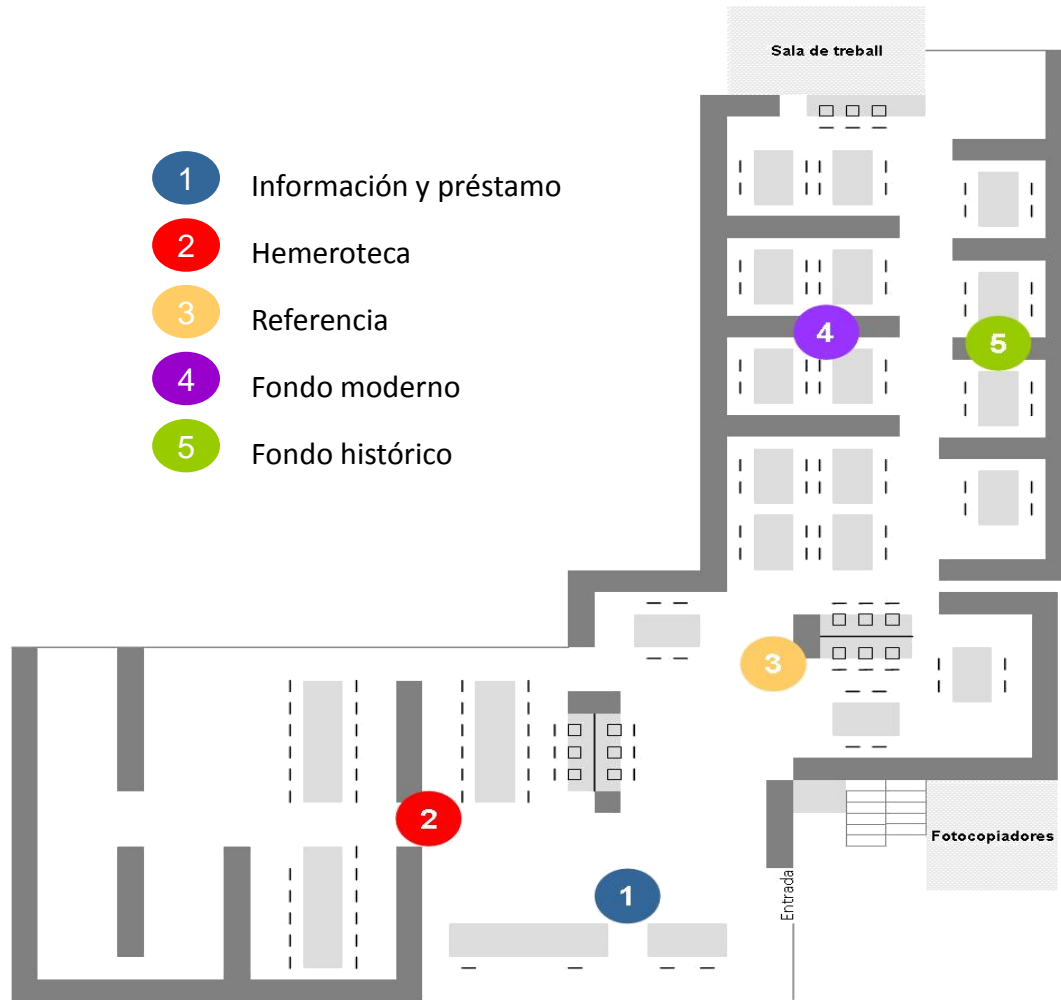 Sala de treball
1 Información y préstamo
2 Hemeroteca
3 Referencia
4 Fondo moderno
5 Fondo histórico
4
5
3
2
Fotocopiadores
1
Entrada